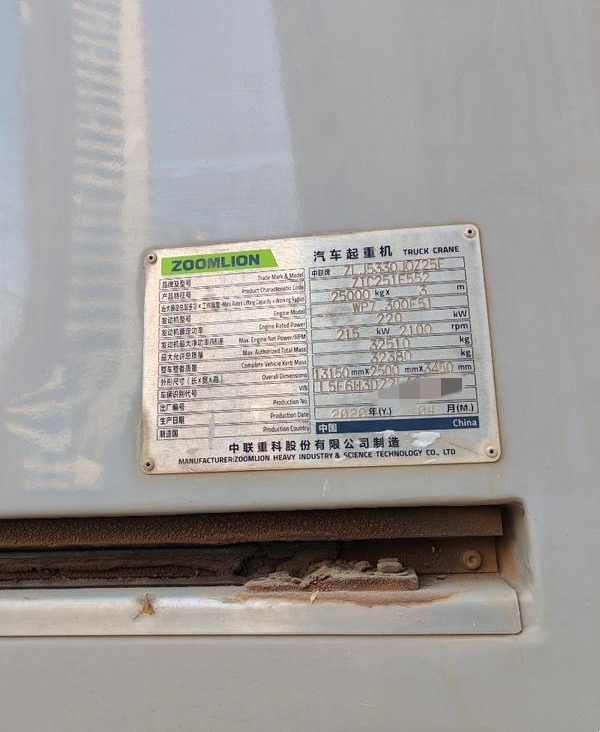 ZOOMLION 汽车起重机 TRUCK CRANE
品牌及型号 Trade Mark & Model 中联牌 ZLJ5330JQZ25F
产品特征号 Product Characteristic Code ZTC251E552
最大额定总起重量×工作幅度 Max. Rated Lifting Capacity × Working Radius 25000 kg× 3 m
发动机型号 Engine Model WP7.300E51
发动机额定功率 Engine Rated Power 220 kW
发动机最大净功率/转速 Max. Engine Net Power/RPM 215 kW 2100 rpm
最大允许总质量 Max. Authorized Total Mass 32510 kg
整车整备质量 Complete Vehicle Kerb Mass 32380 kg
外形尺寸(长×宽×高) Overall Dimensions 13150 mm× 2500 mm× 3450 mm
车辆识别代号 VIN L5E6H3D
出厂编号 Production No.
生产日期 Production Date 2020 年(Y.) 04 月(M.)
制造国 Production Country 中国 China
中联重科股份有限公司制造
MANUFACTURER:ZOOMLION HEAVY INDUSTRY & SCIENCE TECHNOLOGY CO., LTD